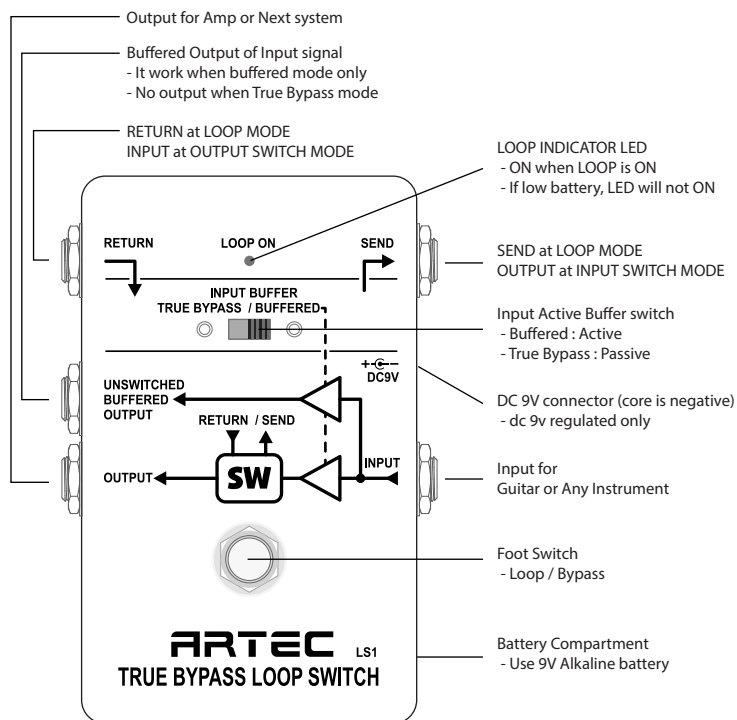 Output for Amp or Next system
Buffered Output of Input signal
- It work when buffered mode only
- No output when True Bypass mode
RETURN at LOOP MODE
INPUT at OUTPUT SWITCH MODE
LOOP INDICATOR LED
- ON when LOOP is ON
- If low battery, LED will not ON
SEND at LOOP MODE
OUTPUT at INPUT SWITCH MODE
Input Active Buffer switch
- Buffered : Active
- True Bypass : Passive
DC 9V connector (core is negative)
- dc 9v regulated only
Input for
Guitar or Any Instrument
Foot Switch
- Loop / Bypass
Battery Compartment
- Use 9V Alkaline battery
RETURN
LOOP ON
SEND
INPUT BUFFER
TRUE BYPASS / BUFFERED
+ −
DC9V
UNSWITCHED
BUFFERED
OUTPUT
RETURN / SEND
OUTPUT
SW
INPUT
ARTEC LS1
TRUE BYPASS LOOP SWITCH